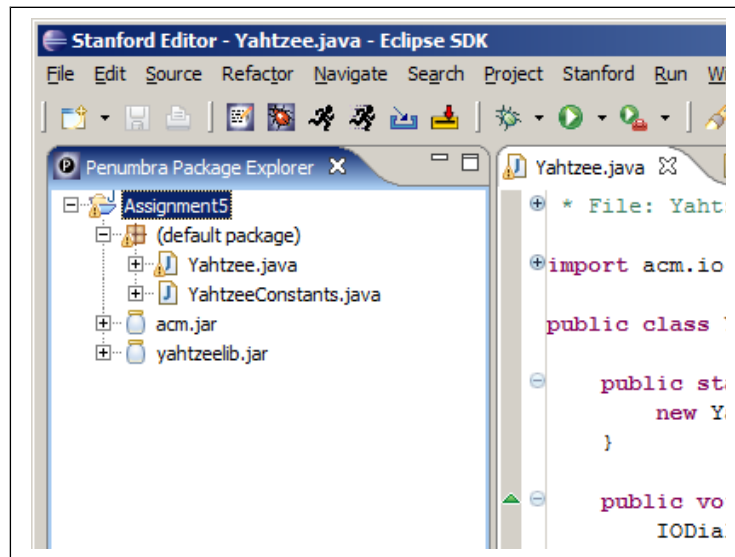 Stanford Editor - Yahtzee.java - Eclipse SDK
File Edit Source Refactor Navigate Search Project Stanford Run
Penumbra Package Explorer
Yahtzee.java
Assignment5
(default package)
Yahtzee.java
YahtzeeConstants.java
acm.jar
yahtzeelib.jar
* File: Yaht
import acm.io
public class
public sta
new Ya
}
public vo
IODia